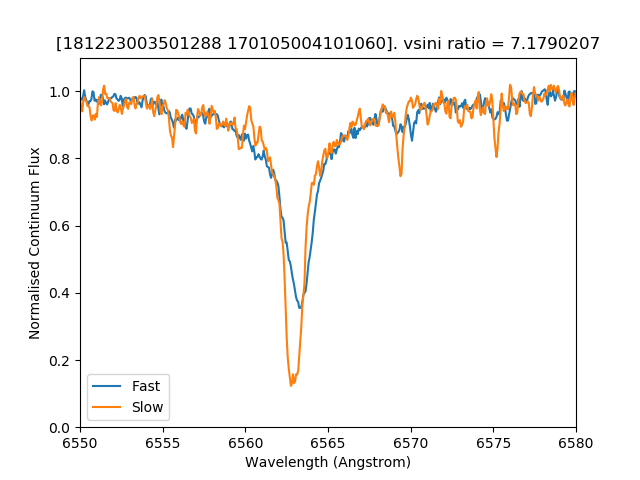 [181223003501288 170105004101060]. vsini ratio = 7.1790207
Normalised Continuum Flux
1.0
0.8
0.6
0.4
0.2
0.0
Fast
Slow
6550 6555 6560 6565 6570 6575 6580
Wavelength (Angstrom)